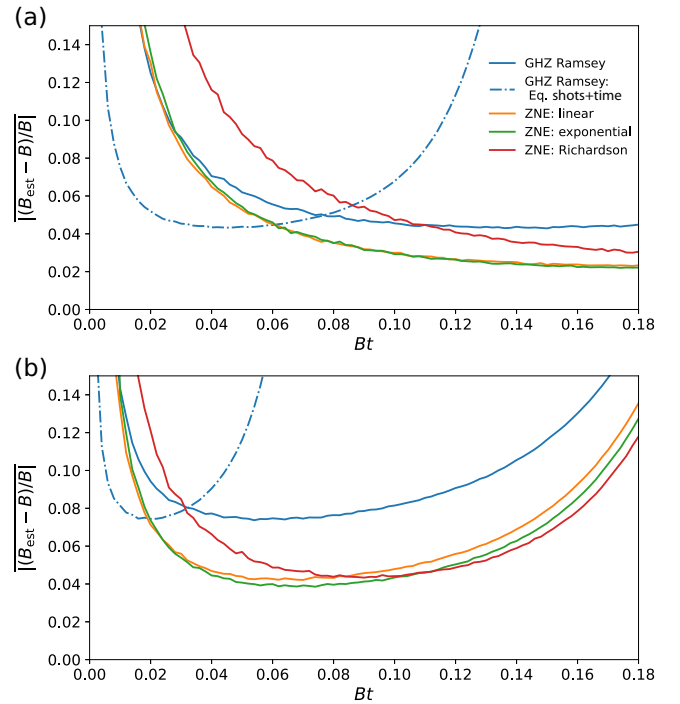 (a)
0.14
0.12
0.10
0.08
0.06
0.04
0.02
0.00
|(B_est − B)/B|
GHZ Ramsey
GHZ Ramsey:
Eq. shots+time
ZNE: linear
ZNE: exponential
ZNE: Richardson
0.00 0.02 0.04 0.06 0.08 0.10 0.12 0.14 0.16 0.18
Bt
(b)
0.14
0.12
0.10
0.08
0.06
0.04
0.02
0.00
|(B_est − B)/B|
0.00 0.02 0.04 0.06 0.08 0.10 0.12 0.14 0.16 0.18
Bt